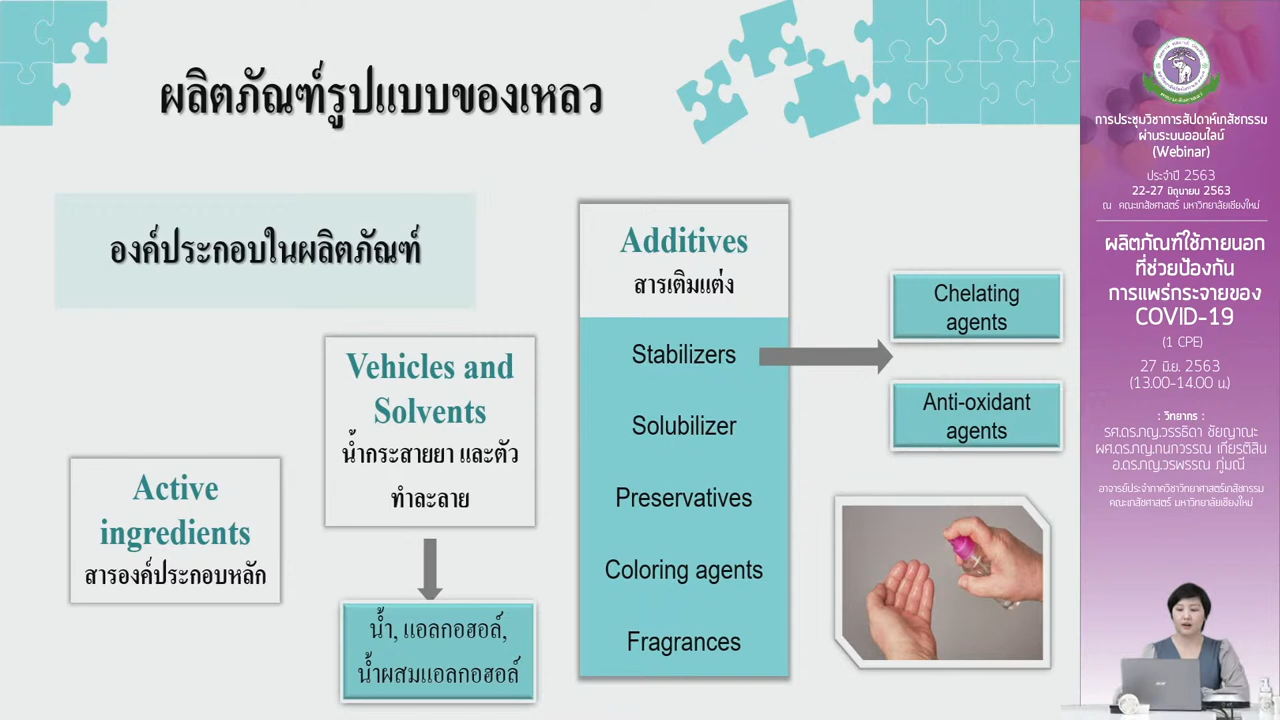 ผลิตภัณฑ์รูปแบบของเหลว
องค์ประกอบในผลิตภัณฑ์
Active
ingredients
สารองค์ประกอบหลัก
Vehicles and
Solvents
น้ำกระสายยา และตัว
ทำละลาย
น้ำ, แอลกอฮอล์,
น้ำผสมแอลกอฮอล์
Additives
สารเติมแต่ง
Stabilizers
Solubilizer
Preservatives
Coloring agents
Fragrances
Chelating
agents
Anti-oxidant
agents
การประชุมวิชาการสัปดาห์เภสัชกรรม
ผ่านระบบออนไลน์
(Webinar)
ประจำปี 2563
22-27 มิถุนายน 2563
ณ คณะเภสัชศาสตร์ มหาวิทยาลัยเชียงใหม่
ผลิตภัณฑ์ใช้ภายนอก
ที่ช่วยป้องกัน
การแพร่กระจายของ
COVID-19
(1 CPE)
27 มิ.ย. 2563
(13.00-14.00 น.)
: วิทยากร :
รศ.ดร.ภญ.วรรธิดา ชัยญาณะ
ผศ.ดร.ภญ.กนกวรรณ เกียรติสิน
อ.ดร.ภญ.วรพรรณ ภู่มณี
อาจารย์ประจำภาควิชาวิทยาศาสตร์เภสัชกรรม
คณะเภสัชศาสตร์ มหาวิทยาลัยเชียงใหม่